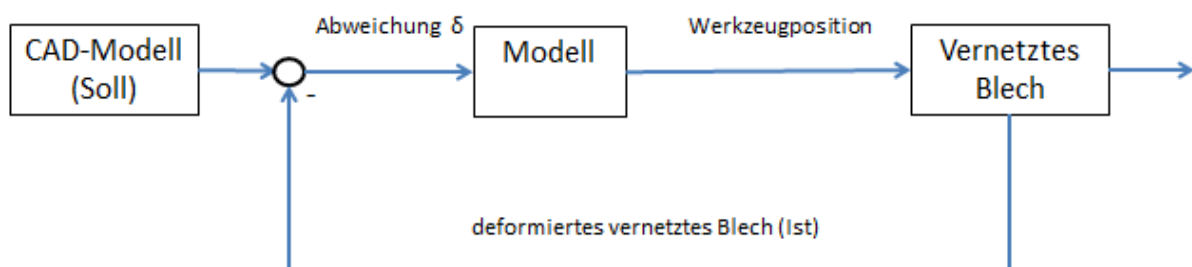 Abweichung δ
Werkzeugposition
CAD-Modell
(Soll)
Modell
Vernetztes
Blech
-
deformiertes vernetztes Blech (Ist)